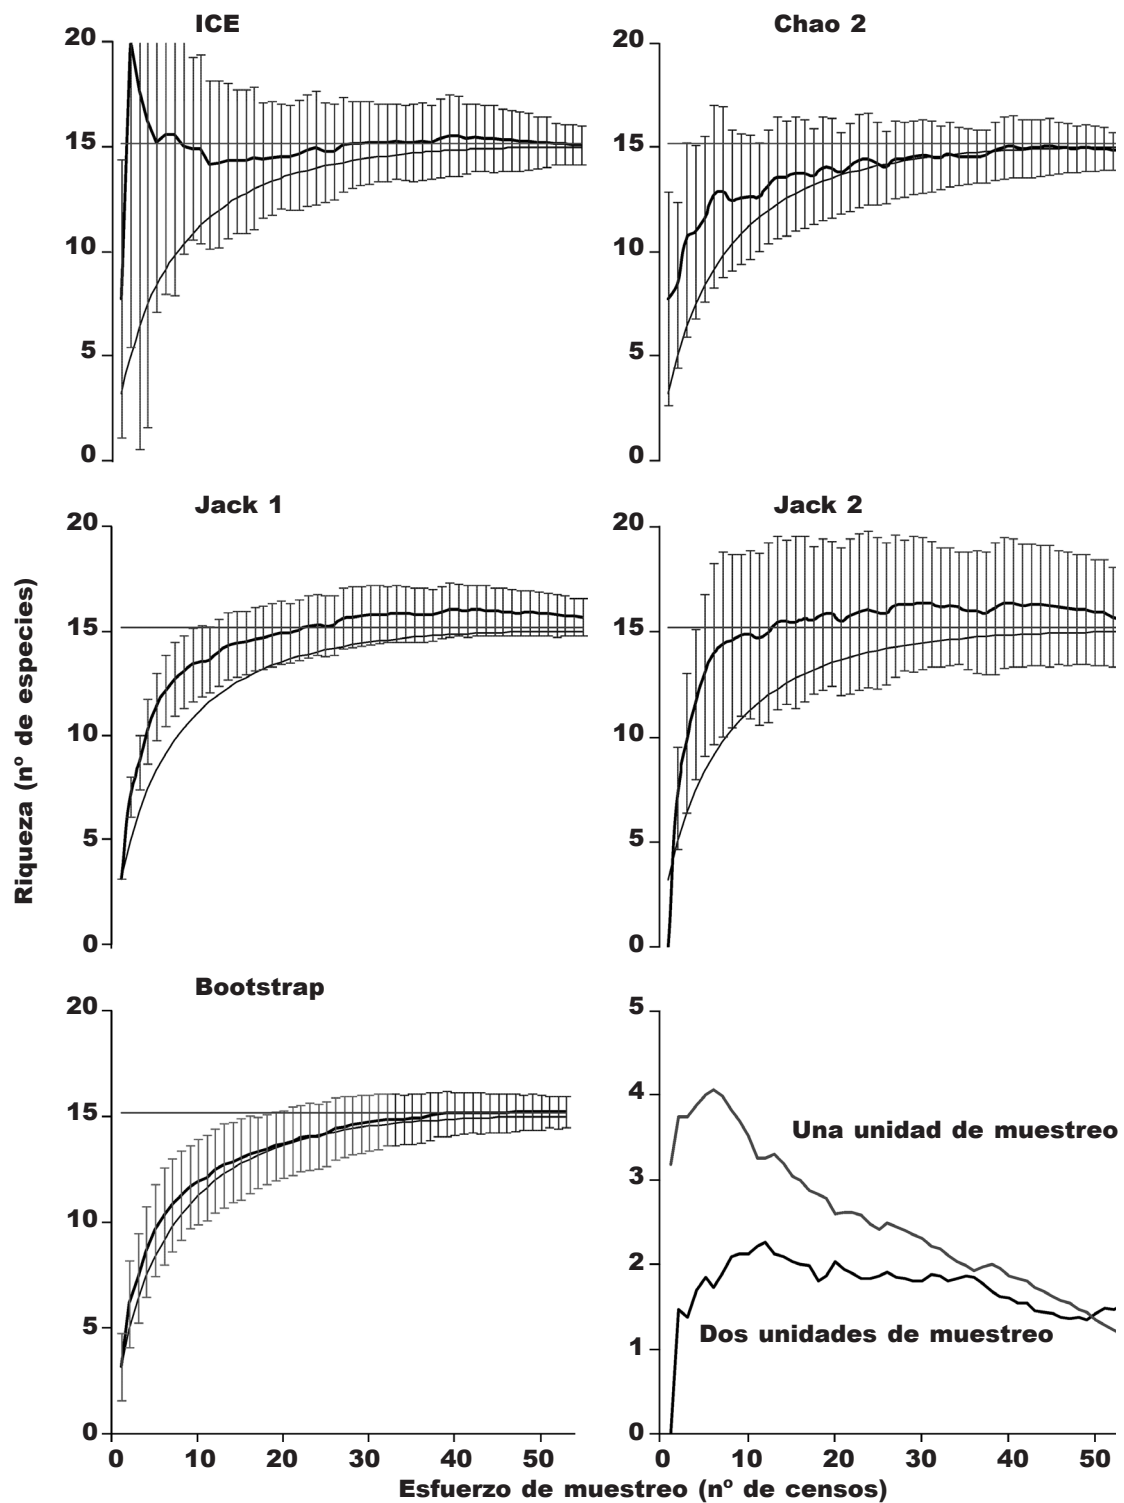 ICE
20
15
10
5
0
Chao 2
20
15
10
5
0
Jack 1
20
15
10
5
0
Jack 2
20
15
10
5
0
Riqueza (nº de especies)
Bootstrap
20
15
10
5
0
0 10 20 30 40 50
5
4
3
2
1
0
Una unidad de muestreo
Dos unidades de muestreo
0 10 20 30 40 50
Esfuerzo de muestreo (nº de censos)